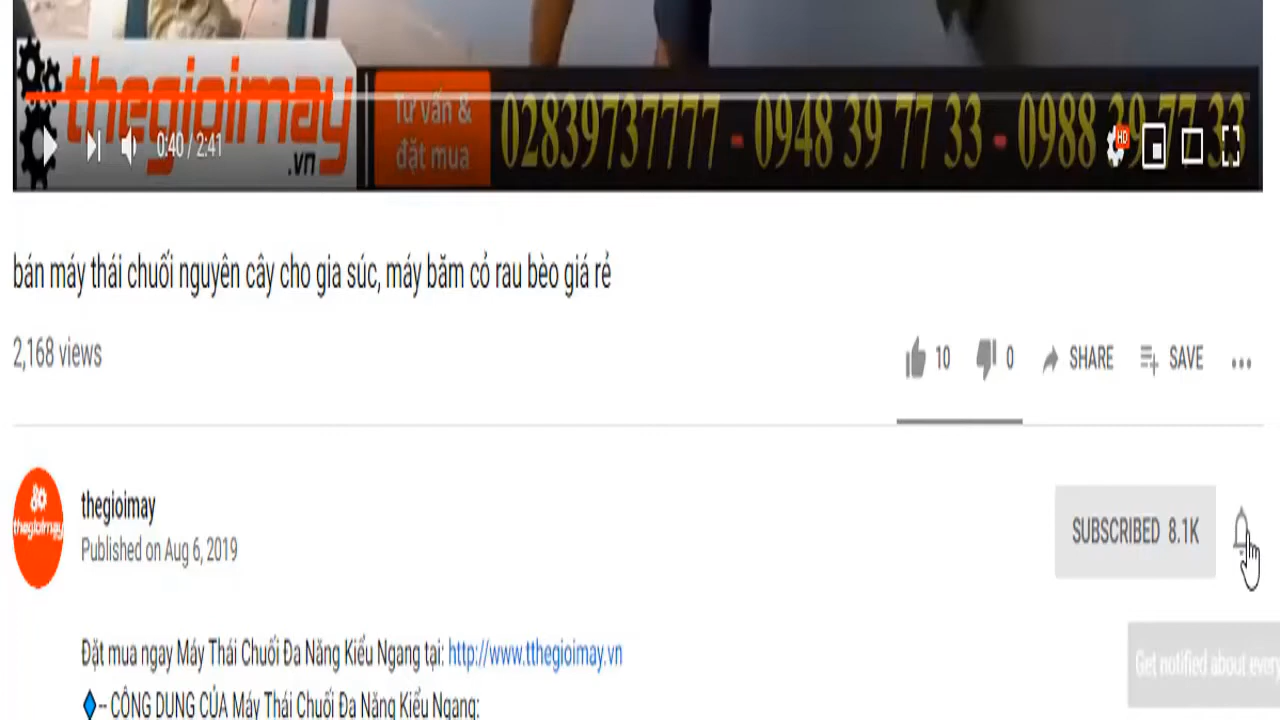 thegioimay
.vn
Tư vấn &
đặt mua
02839737777 - 0948 39 77 33 - 0988 39 77 33
0:40 / 2:41
HD
bán máy thái chuối nguyên cây cho gia súc, máy băm cỏ rau bèo giá rẻ
2,168 views
10 0 SHARE SAVE
thegioimay
thegioimay
Published on Aug 6, 2019
SUBSCRIBED 8.1K
Đặt mua ngay Máy Thái Chuối Đa Năng Kiểu Ngang tại: http://www.tthegioimay.vn
Get notified about every
-- CÔNG DỤNG CỦA Máy Thái Chuối Đa Năng Kiểu Ngang: